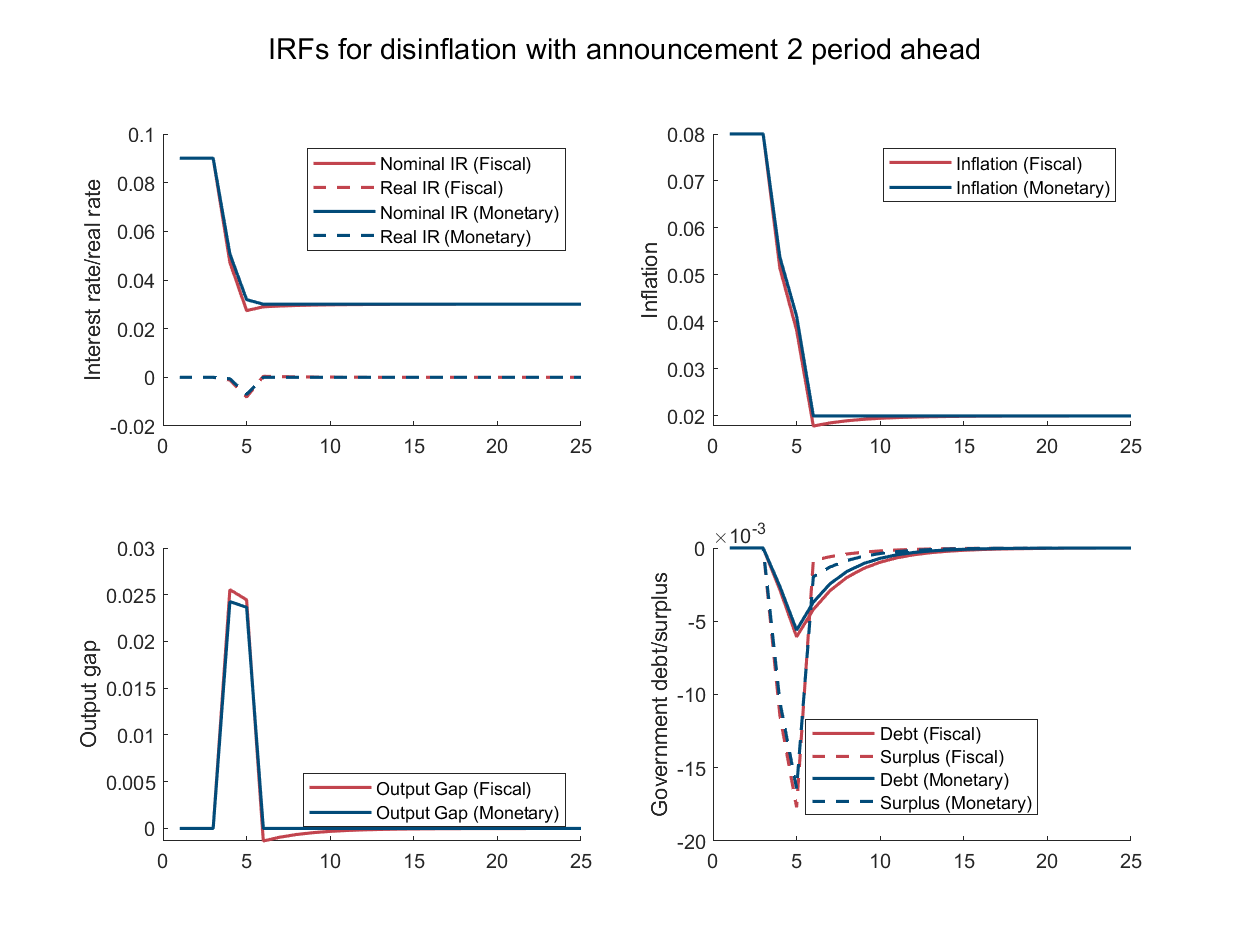 IRFs for disinflation with announcement 2 period ahead
Interest rate/real rate
0.1
0.08
0.06
0.04
0.02
0
-0.02
0 5 10 15 20 25
Nominal IR (Fiscal)
Real IR (Fiscal)
Nominal IR (Monetary)
Real IR (Monetary)
Inflation
0.08
0.07
0.06
0.05
0.04
0.03
0.02
0 5 10 15 20 25
Inflation (Fiscal)
Inflation (Monetary)
Output gap
0.03
0.025
0.02
0.015
0.01
0.005
0
0 5 10 15 20 25
Output Gap (Fiscal)
Output Gap (Monetary)
Government debt/surplus
×10-3
0
-5
-10
-15
-20
0 5 10 15 20 25
Debt (Fiscal)
Surplus (Fiscal)
Debt (Monetary)
Surplus (Monetary)